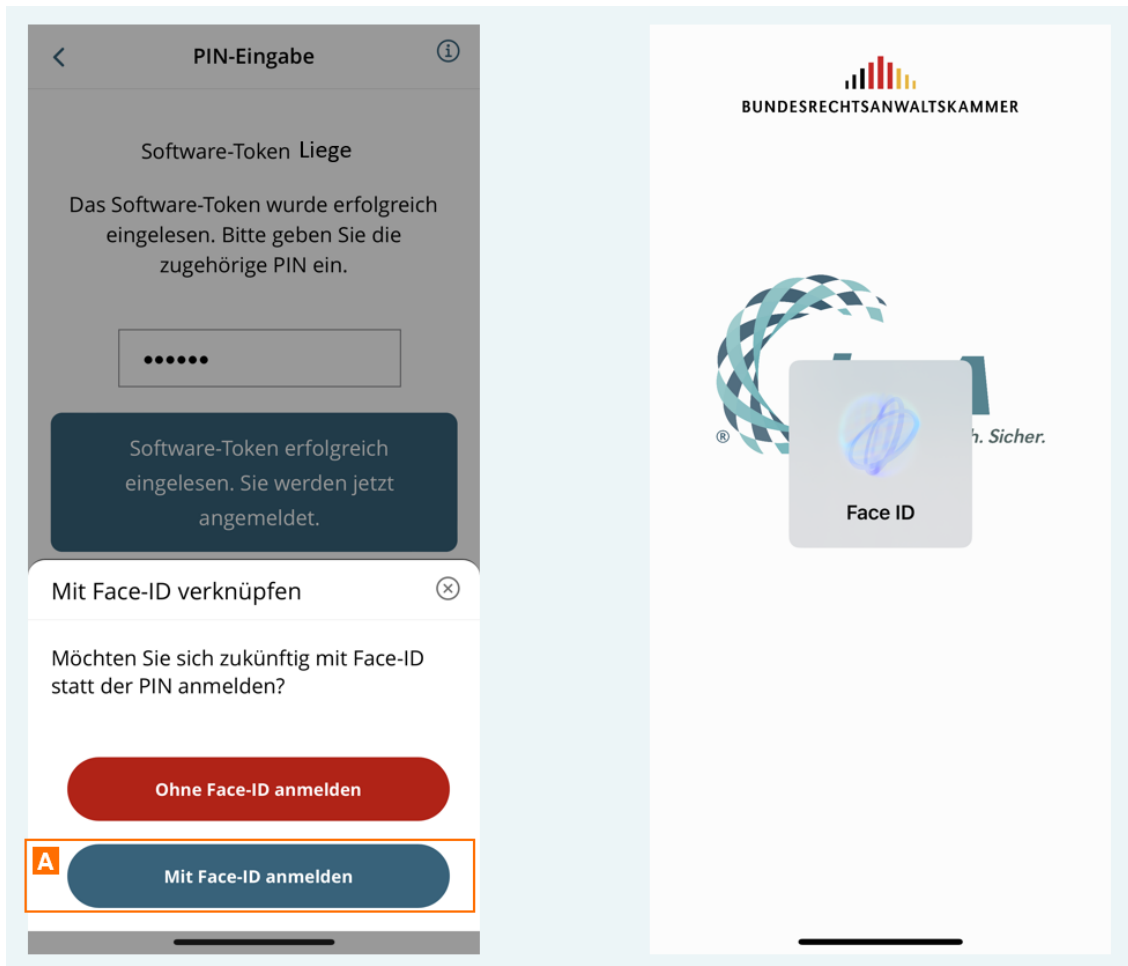 PIN-Eingabe
Software-Token Liege
Das Software-Token wurde erfolgreich
eingelesen. Bitte geben Sie die
zugehörige PIN ein.
••••••
Software-Token erfolgreich
eingelesen. Sie werden jetzt
angemeldet.
Mit Face-ID verknüpfen
Möchten Sie sich zukünftig mit Face-ID
statt der PIN anmelden?
Ohne Face-ID anmelden
A
Mit Face-ID anmelden
BUNDESRECHTSANWALTSKAMMER
® h. Sicher.
Face ID